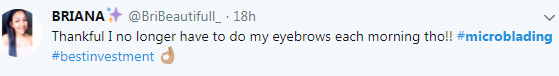 BRIANA✨ @BriBeautifull_ · 18h
Thankful I no longer have to do my eyebrows each morning tho!! #microblading
#bestinvestment 👌🏽